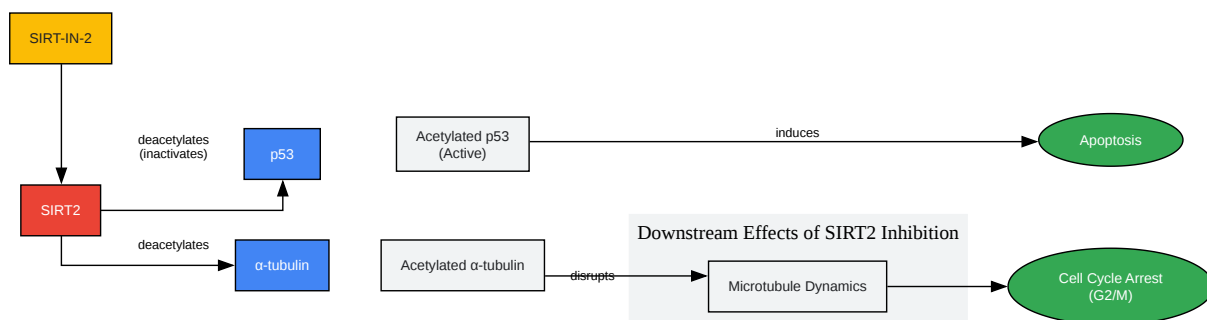 SIRT-IN-2
deacetylates
(inactivates)
p53
Acetylated p53
(Active)
induces
Apoptosis
SIRT2
deacetylates
α-tubulin
Acetylated α-tubulin
disrupts
Downstream Effects of SIRT2 Inhibition
Microtubule Dynamics
Cell Cycle Arrest
(G2/M)